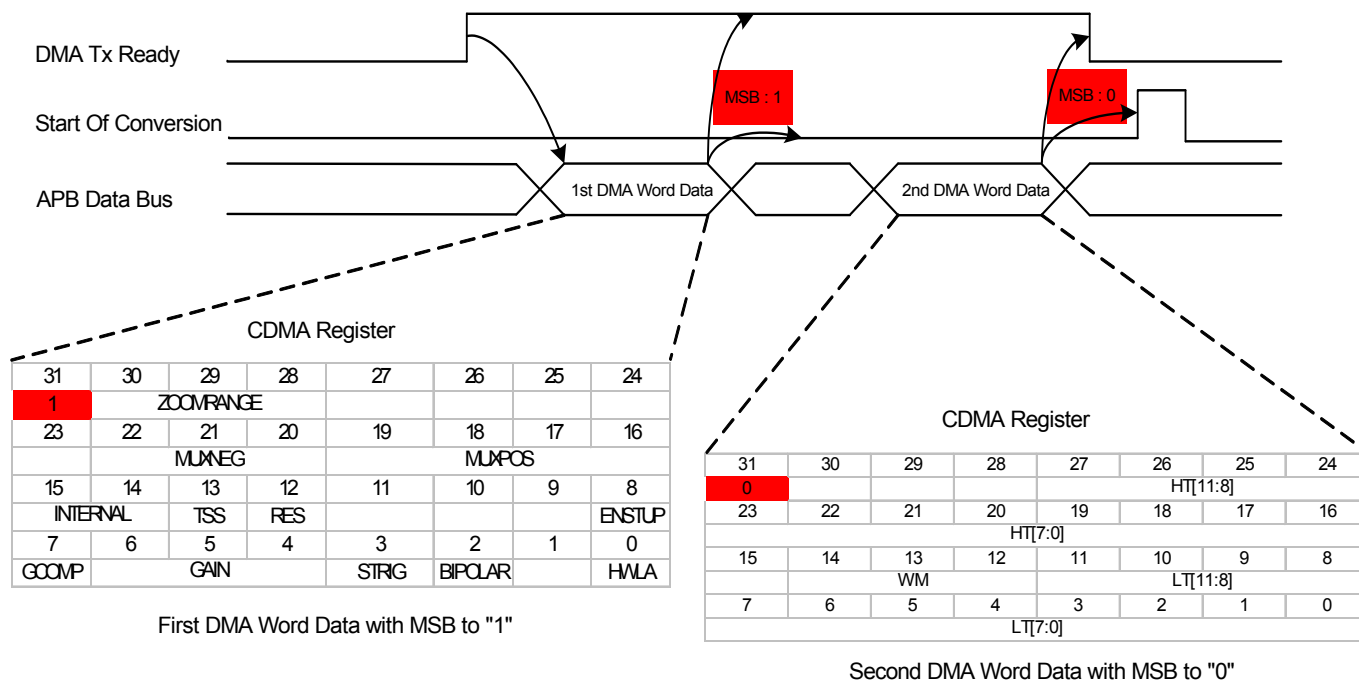 DMA Tx Ready
MSB : 1
MSB : 0
Start Of Conversion
APB Data Bus
1st DMA Word Data
2nd DMA Word Data
CDMA Register
31 30 29 28 27 26 25 24
1 ZOOMRANGE
23 22 21 20 19 18 17 16
MUXNEG MUXPOS
15 14 13 12 11 10 9 8
INTERNAL TSS RES ENSTUP
7 6 5 4 3 2 1 0
GCOMP GAIN STRIG BIPOLAR HWLA
First DMA Word Data with MSB to "1"
CDMA Register
31 30 29 28 27 26 25 24
0 HT[11:8]
23 22 21 20 19 18 17 16
HT[7:0]
15 14 13 12 11 10 9 8
WM LT[11:8]
7 6 5 4 3 2 1 0
LT[7:0]
Second DMA Word Data with MSB to "0"